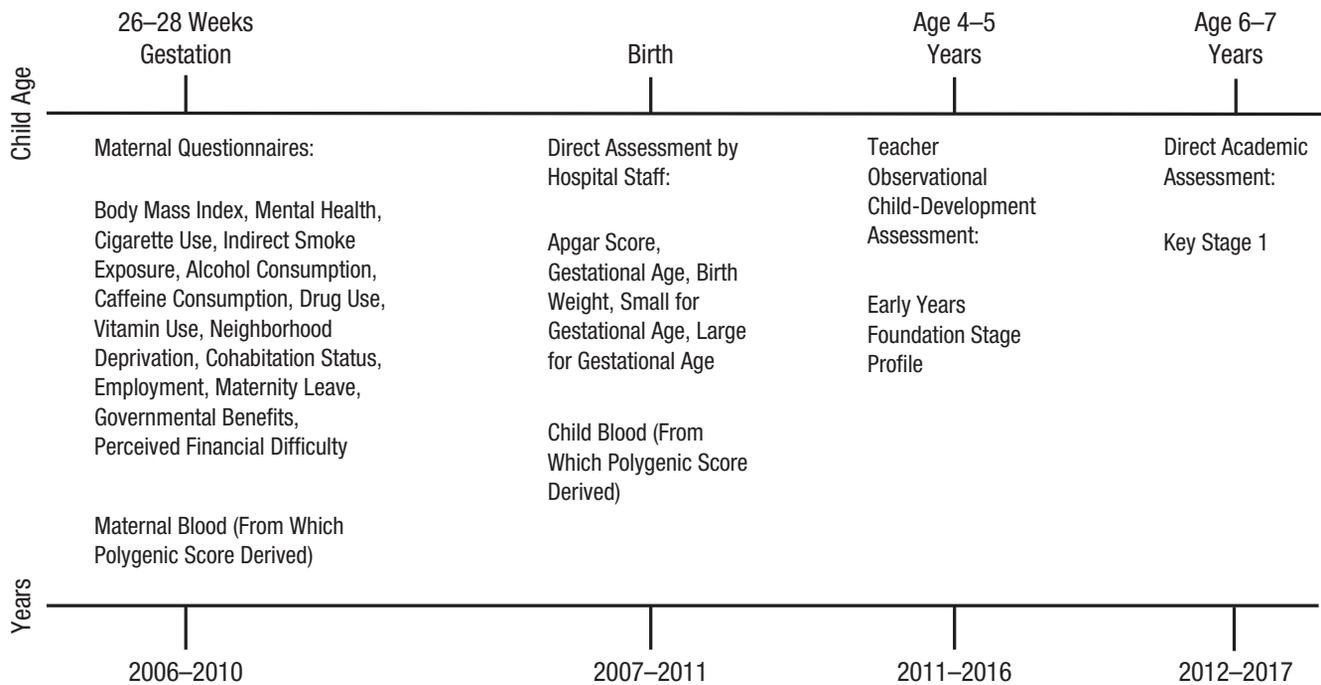 26–28 Weeks
Gestation
Birth
Age 4–5
Years
Age 6–7
Years
Child Age
Maternal Questionnaires:
Body Mass Index, Mental Health,
Cigarette Use, Indirect Smoke
Exposure, Alcohol Consumption,
Caffeine Consumption, Drug Use,
Vitamin Use, Neighborhood
Deprivation, Cohabitation Status,
Employment, Maternity Leave,
Governmental Benefits,
Perceived Financial Difficulty
Maternal Blood (From Which
Polygenic Score Derived)
Direct Assessment by
Hospital Staff:
Apgar Score,
Gestational Age, Birth
Weight, Small for
Gestational Age, Large
for Gestational Age
Child Blood (From
Which Polygenic Score
Derived)
Teacher
Observational
Child-Development
Assessment:
Early Years
Foundation Stage
Profile
Direct Academic
Assessment:
Key Stage 1
Years
2006–2010
2007–2011
2011–2016
2012–2017